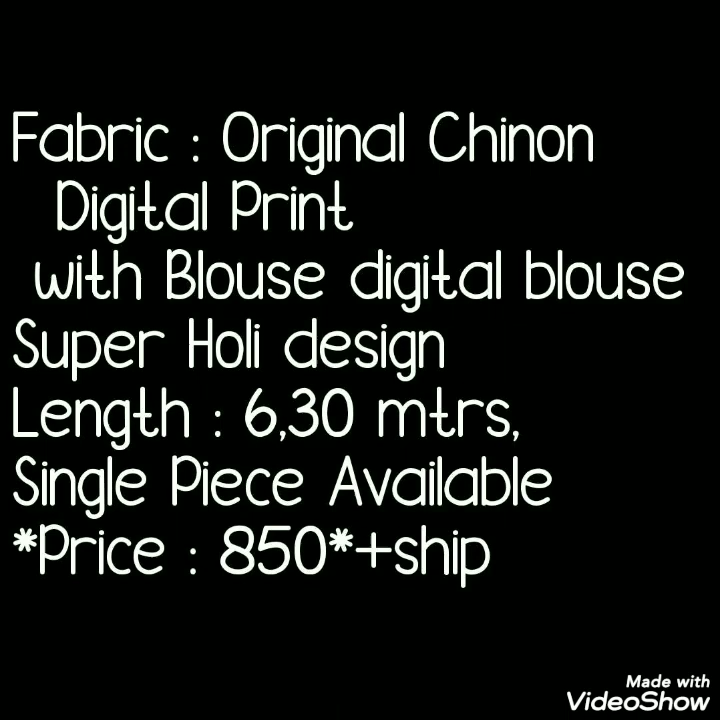 Fabric : Original Chinon
Digital Print
with Blouse digital blouse
Super Holi design
Length : 6,30 mtrs,
Single Piece Available
*Price : 850*+ship
Made with
VideoShow